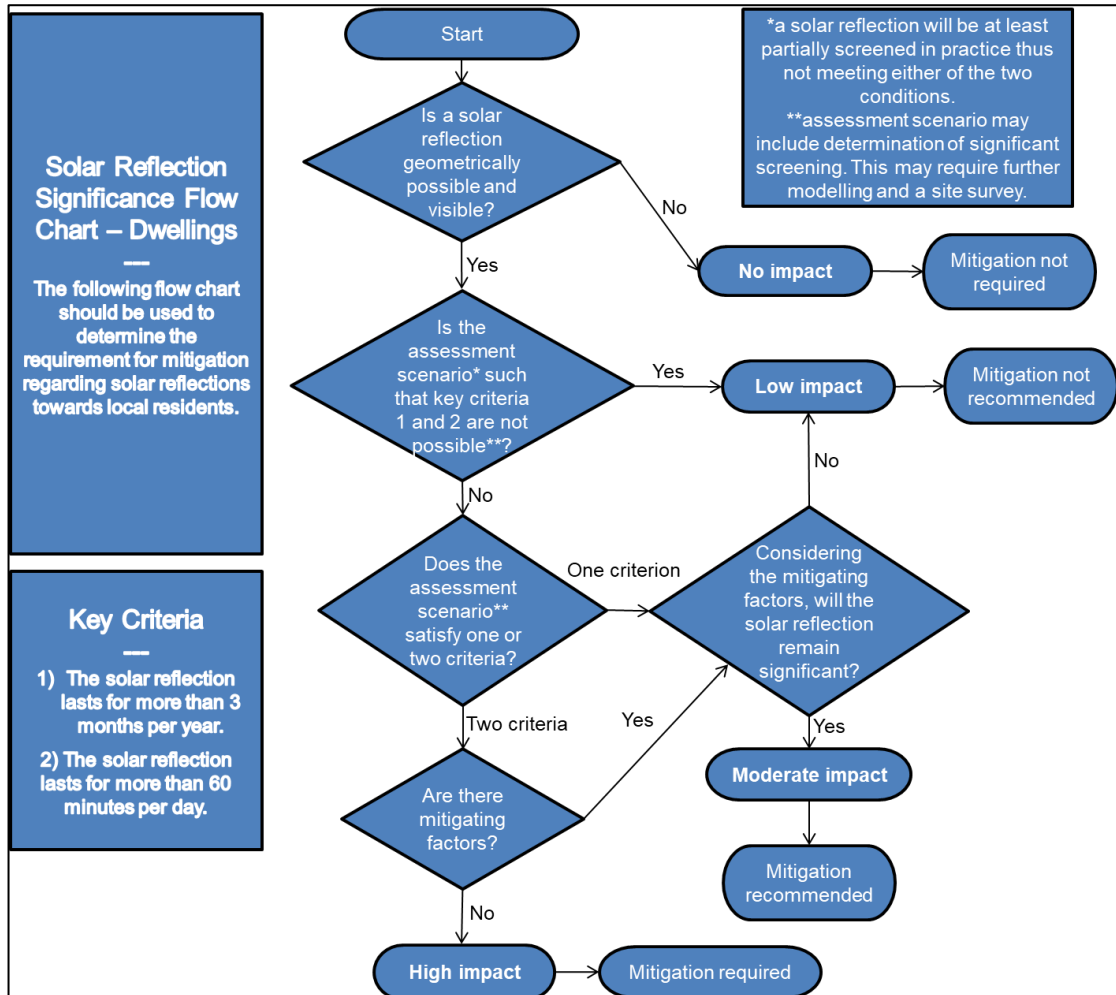 Solar Reflection
Significance Flow
Chart – Dwellings
---
The following flow chart
should be used to
determine the
requirement for mitigation
regarding solar reflections
towards local residents.
Key Criteria
---
1) The solar reflection
lasts for more than 3
months per year.
2) The solar reflection
lasts for more than 60
minutes per day.
Start
*a solar reflection will be at least
partially screened in practice thus
not meeting either of the two
conditions.
**assessment scenario may
include determination of significant
screening. This may require further
modelling and a site survey.
Is a solar
reflection
geometrically
possible and
visible?
No
No impact
Mitigation not
required
Yes
Is the
assessment
scenario* such
that key criteria
1 and 2 are not
possible**?
Yes
Low impact
Mitigation not
recommended
No
No
Does the
assessment
scenario**
satisfy one or
two criteria?
One criterion
Considering
the mitigating
factors, will the
solar reflection
remain
significant?
Two criteria
Yes
Yes
Are there
mitigating
factors?
Moderate impact
Mitigation
recommended
No
High impact
Mitigation required